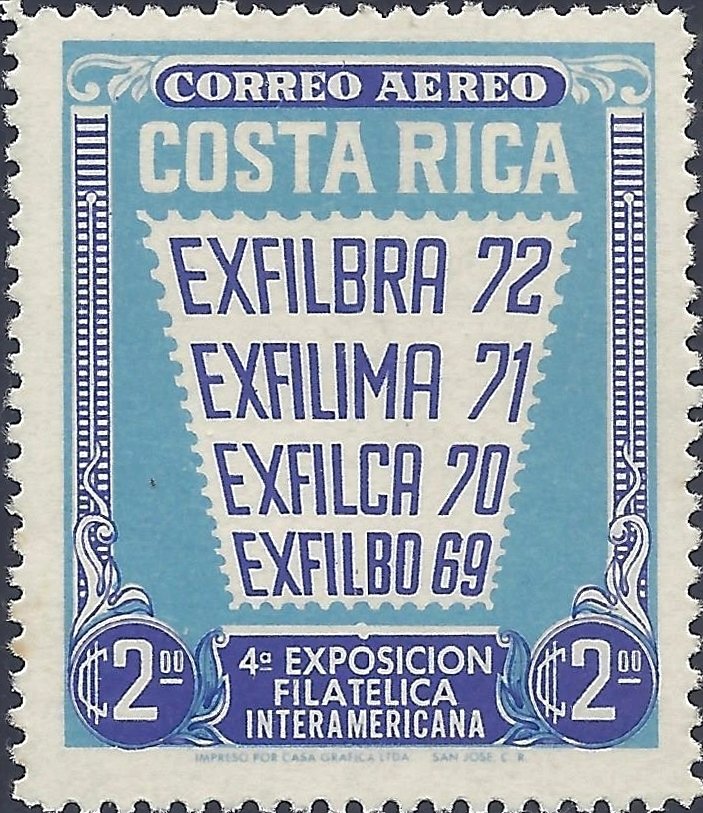 CORREO AEREO
COSTA RICA
EXFILBRA 72
EXFILIMA 71
EXFILCA 70
EXFILBO 69
₡2⁰⁰ 4ª EXPOSICION ₡2⁰⁰
FILATELICA
INTERAMERICANA
IMPRESO POR CASA GRAFICA LTDA SAN JOSE, C. R.